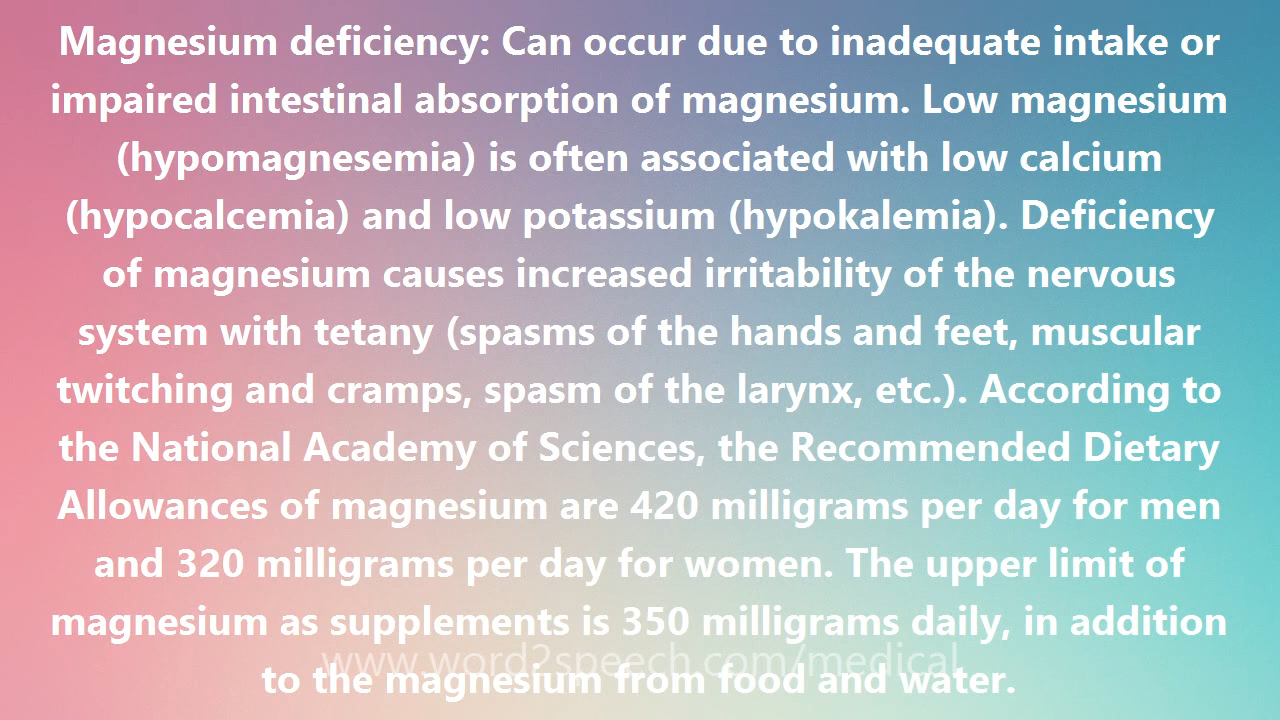 Magnesium deficiency: Can occur due to inadequate intake or
impaired intestinal absorption of magnesium. Low magnesium
(hypomagnesemia) is often associated with low calcium
(hypocalcemia) and low potassium (hypokalemia). Deficiency
of magnesium causes increased irritability of the nervous
system with tetany (spasms of the hands and feet, muscular
twitching and cramps, spasm of the larynx, etc.). According to
the National Academy of Sciences, the Recommended Dietary
Allowances of magnesium are 420 milligrams per day for men
and 320 milligrams per day for women. The upper limit of
magnesium as supplements is 350 milligrams daily, in addition
www.word2speech.com/medical
to the magnesium from food and water.